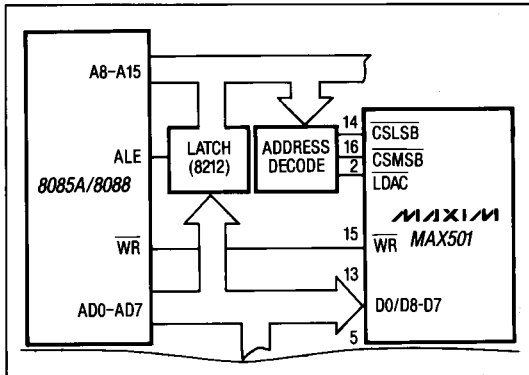 A8–A15
14
CSLSB
ALE
LATCH
(8212)
ADDRESS
DECODE
16
CSMSB
2
LDAC
8085A/8088
MAXIM
MAX501
WR
15
WR
13
AD0–AD7
D0/D8-D7
5